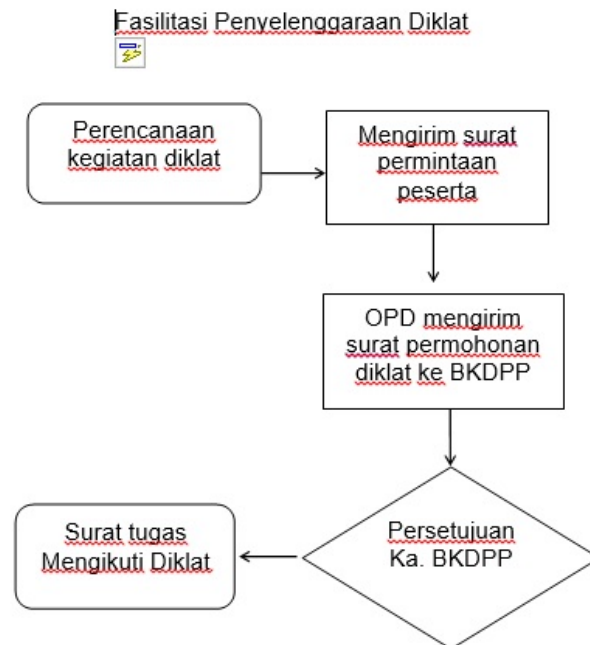 Fasilitasi Penyelenggaraan Diklat
Perencanaan
kegiatan diklat
Mengirim surat
permintaan
peserta
OPD mengirim
surat permohonan
diklat ke BKDPP
Persetujuan
Ka. BKDPP
Surat tugas
Mengikuti Diklat